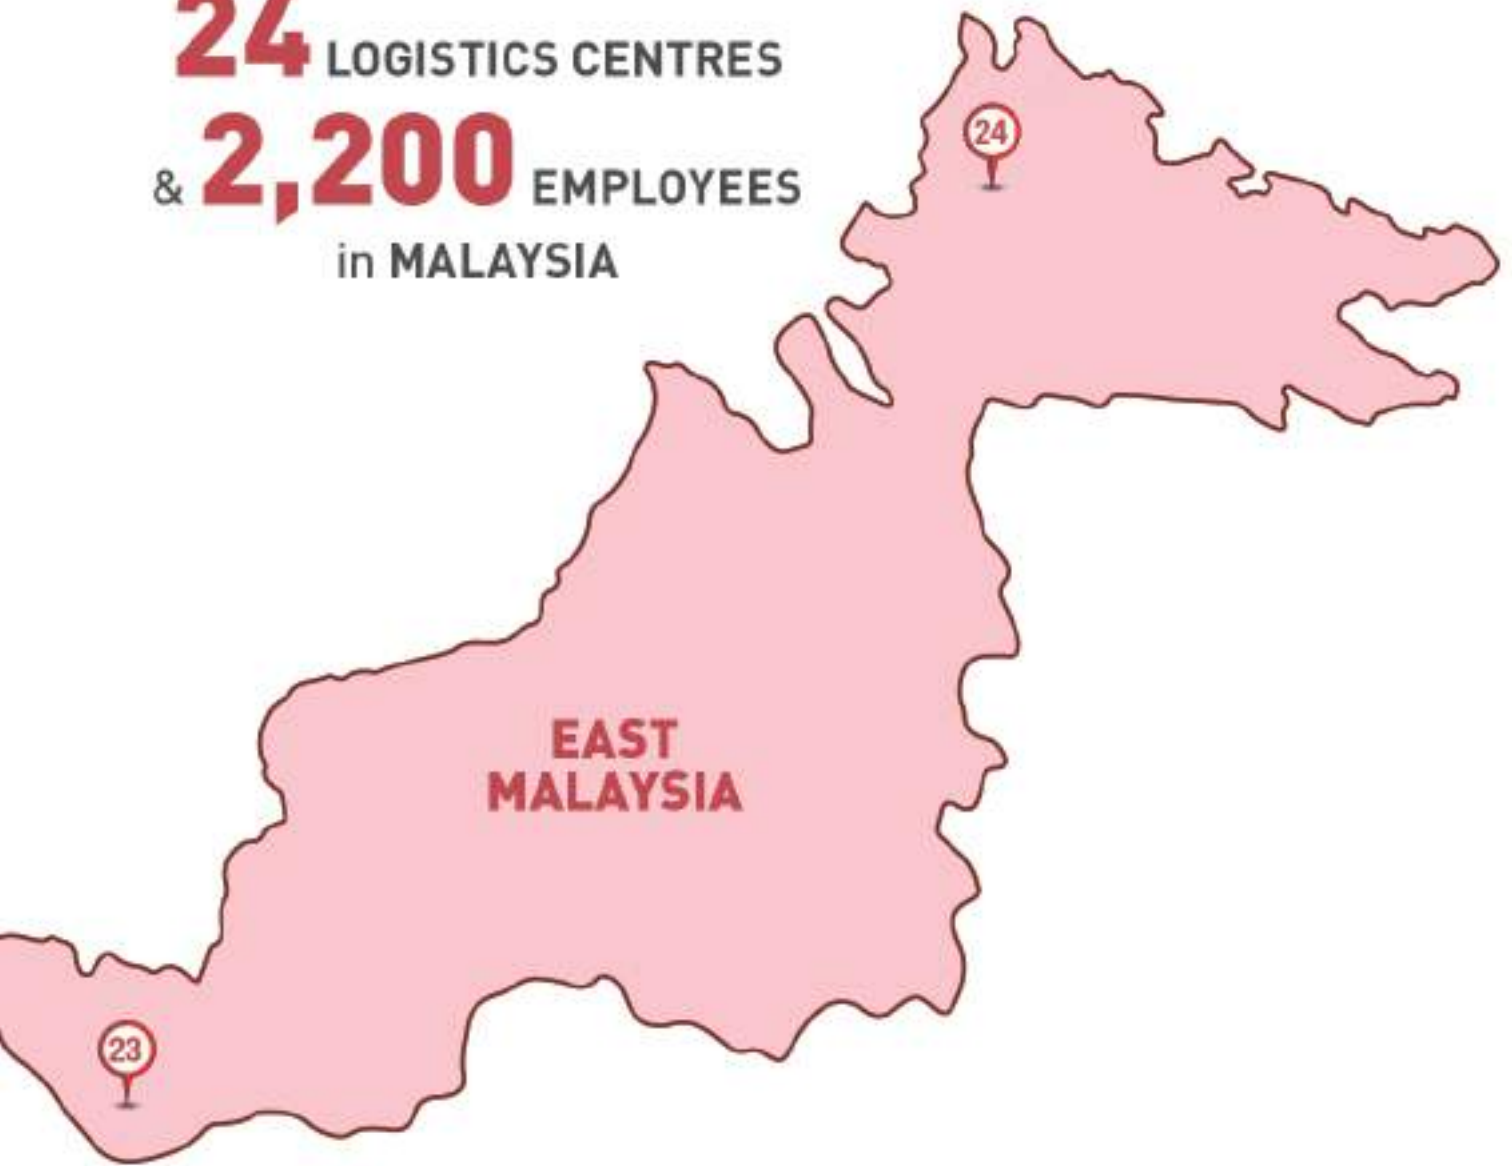 24 LOGISTICS CENTRES
& 2,200 EMPLOYEES
in MALAYSIA
24
EAST
MALAYSIA
23